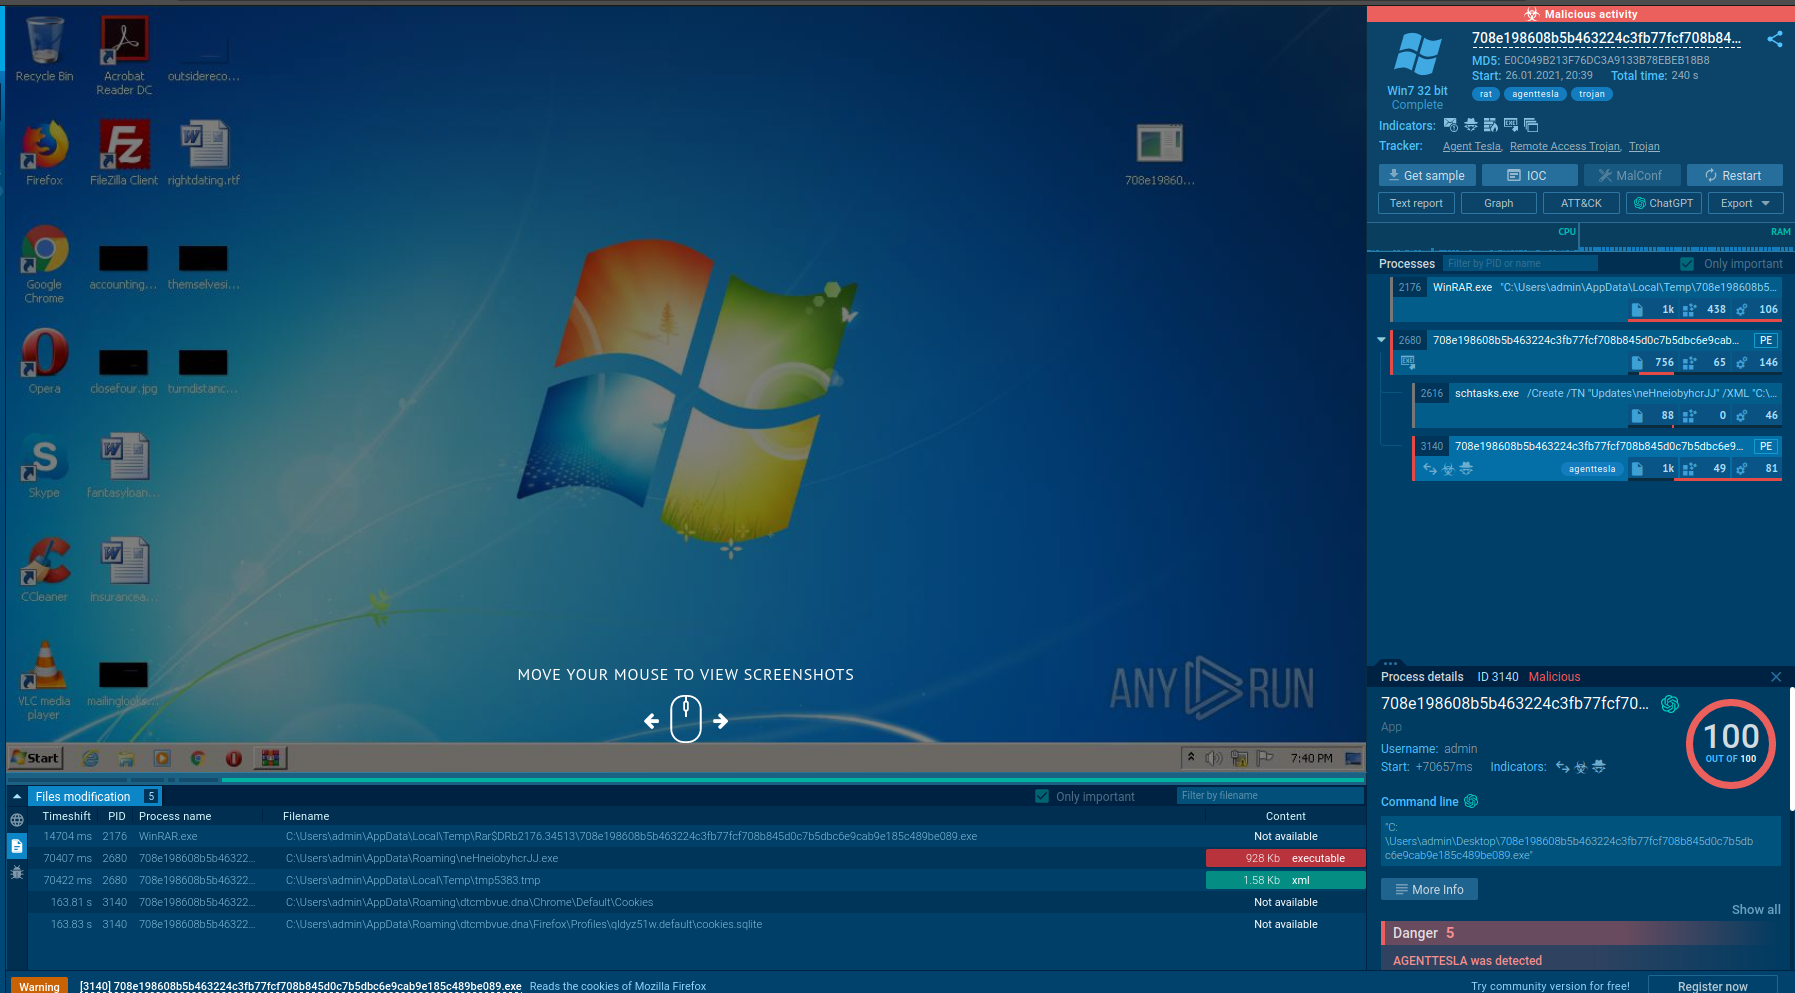 Recycle Bin
Acrobat Reader DC
outsidereco...
Firefox
FileZilla Client
rightdating.rtf
Google Chrome
accounting...
themselvesi...
Opera
closefour.jpg
turndistanc...
Skype
fantasyloan...
CCleaner
insurancea...
VLC media player
mailinglooks...
708e19860...
MOVE YOUR MOUSE TO VIEW SCREENSHOTS
ANY RUN
Start
7:40 PM
Malicious activity
Win7 32 bit
Complete
708e198608b5b463224c3fb77fcf708b84...
MD5: E0C049B213F76DC3A9133B78EBEB18B8
Start: 26.01.2021, 20:39 Total time: 240 s
rat agenttesla trojan
Indicators:
Tracker: Agent Tesla, Remote Access Trojan, Trojan
Get sample IOC MalConf Restart
Text report Graph ATT&CK ChatGPT Export
CPU RAM
Processes Filter by PID or name Only important
2176 WinRAR.exe "C:\Users\admin\AppData\Local\Temp\708e198608b5...
1k 438 106
2680 708e198608b5b463224c3fb77fcf708b845d0c7b5dbc6e9cab... PE
756 65 146
2616 schtasks.exe /Create /TN "Updates\neHneiobyhcrJJ" /XML "C:\...
88 0 46
3140 708e198608b5b463224c3fb77fcf708b845d0c7b5dbc6e9... PE
agenttesla 1k 49 81
Process details ID 3140 Malicious
708e198608b5b463224c3fb77fcf70...
App
Username: admin
Start: +70657ms Indicators:
100
OUT OF 100
Command line
"C:
\Users\admin\Desktop\708e198608b5b463224c3fb77fcf708b845d0c7b5db
c6e9cab9e185c489be089.exe"
More Info
Show all
Danger 5
AGENTTESLA was detected
Files modification 5
Only important
Filter by filename
Timeshift PID Process name Filename Content
14704 ms 2176 WinRAR.exe C:\Users\admin\AppData\Local\Temp\Rar$DRb2176.34513\708e198608b5b463224c3fb77fcf708b845d0c7b5dbc6e9cab9e185c489be089.exe Not available
70407 ms 2680 708e198608b5b46322... C:\Users\admin\AppData\Roaming\neHneiobyhcrJJ.exe 928 Kb executable
70422 ms 2680 708e198608b5b46322... C:\Users\admin\AppData\Local\Temp\tmp5383.tmp 1.58 Kb xml
163.81 s 3140 708e198608b5b46322... C:\Users\admin\AppData\Roaming\dtcmbvue.dna\Chrome\Default\Cookies Not available
163.83 s 3140 708e198608b5b46322... C:\Users\admin\AppData\Roaming\dtcmbvue.dna\Firefox\Profiles\qldyz51w.default\cookies.sqlite Not available
Warning [3140] 708e198608b5b463224c3fb77fcf708b845d0c7b5dbc6e9cab9e185c489be089.exe Reads the cookies of Mozilla Firefox
Try community version for free! Register now